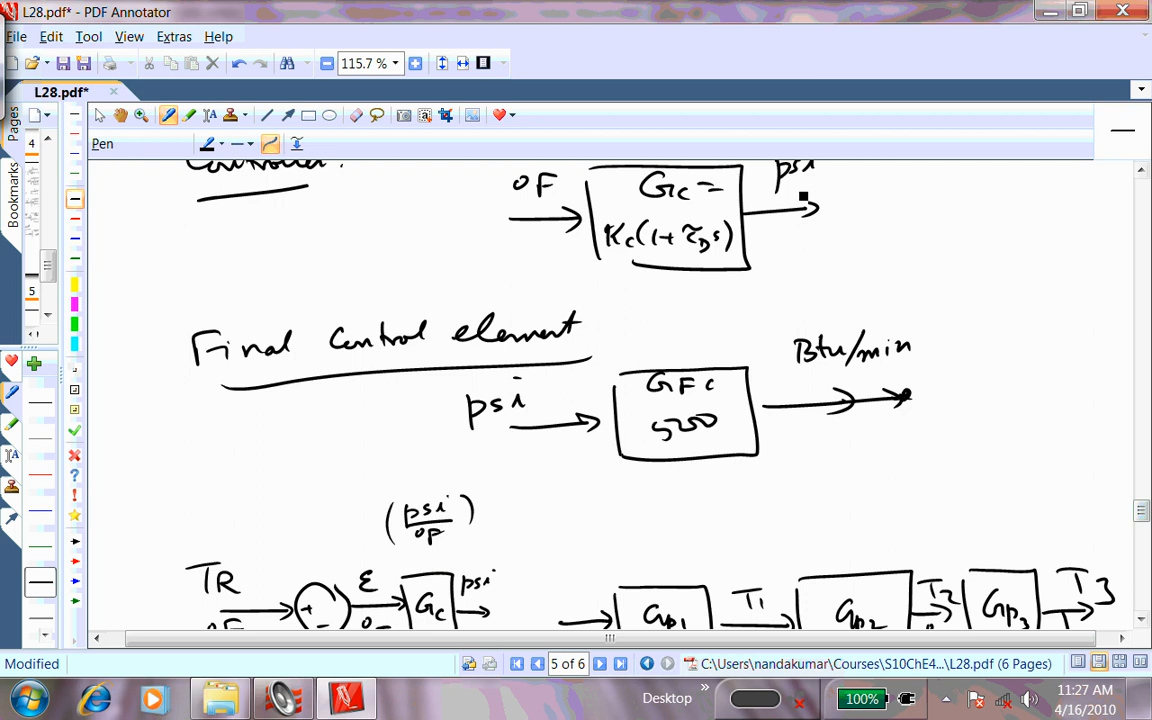 L28.pdf* - PDF Annotator
File Edit Tool View Extras Help
115.7 %
L28.pdf*
Pen
Pages
Bookmarks
4
5
Controller:
oF
Gc =
Kc(1+ τDs)
psi
Final control element
psi
GFC
5250
Btu/min
(psi/oF)
TR
+
-
ε
Gc
psi
Gp1
T1
Gp2
T2
Gp3
T3
Modified
5 of 6
C:\Users\nandakumar\Courses\S10ChE4...\L28.pdf (6 Pages)
Desktop
100%
11:27 AM
4/16/2010